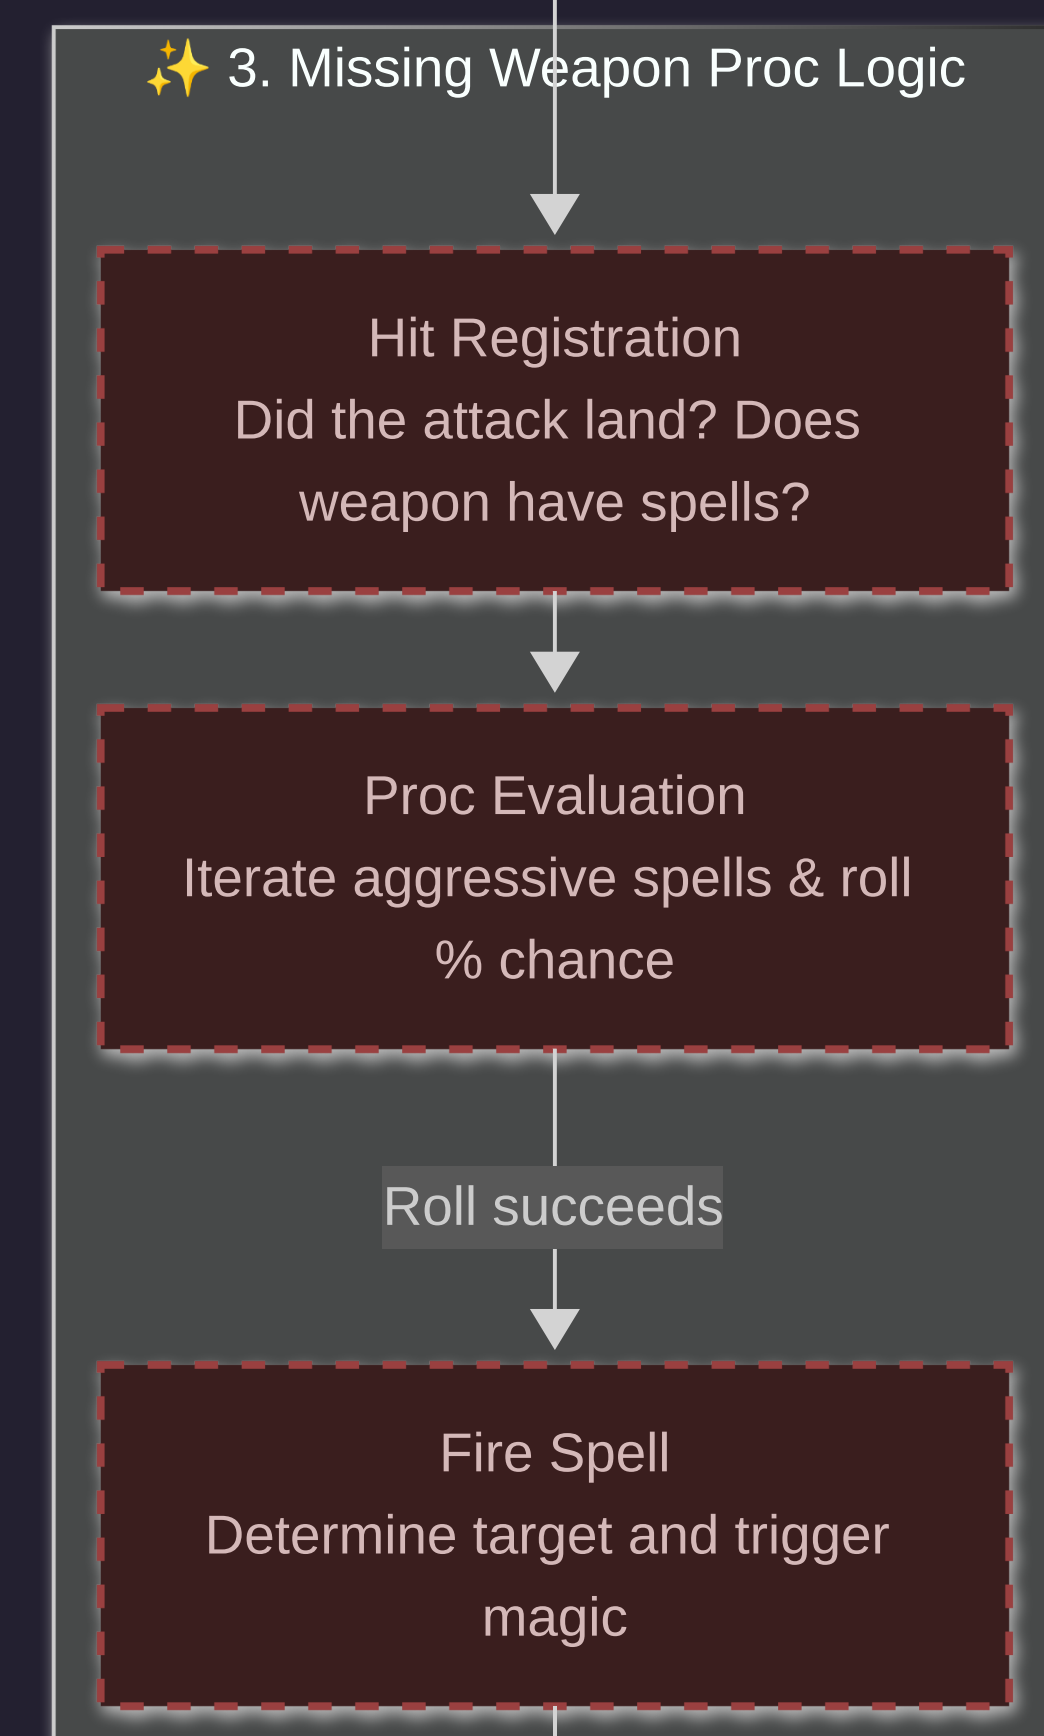 ✨ 3. Missing Weapon Proc Logic
Hit Registration
Did the attack land? Does
weapon have spells?
Proc Evaluation
Iterate aggressive spells & roll
% chance
Roll succeeds
Fire Spell
Determine target and trigger
magic